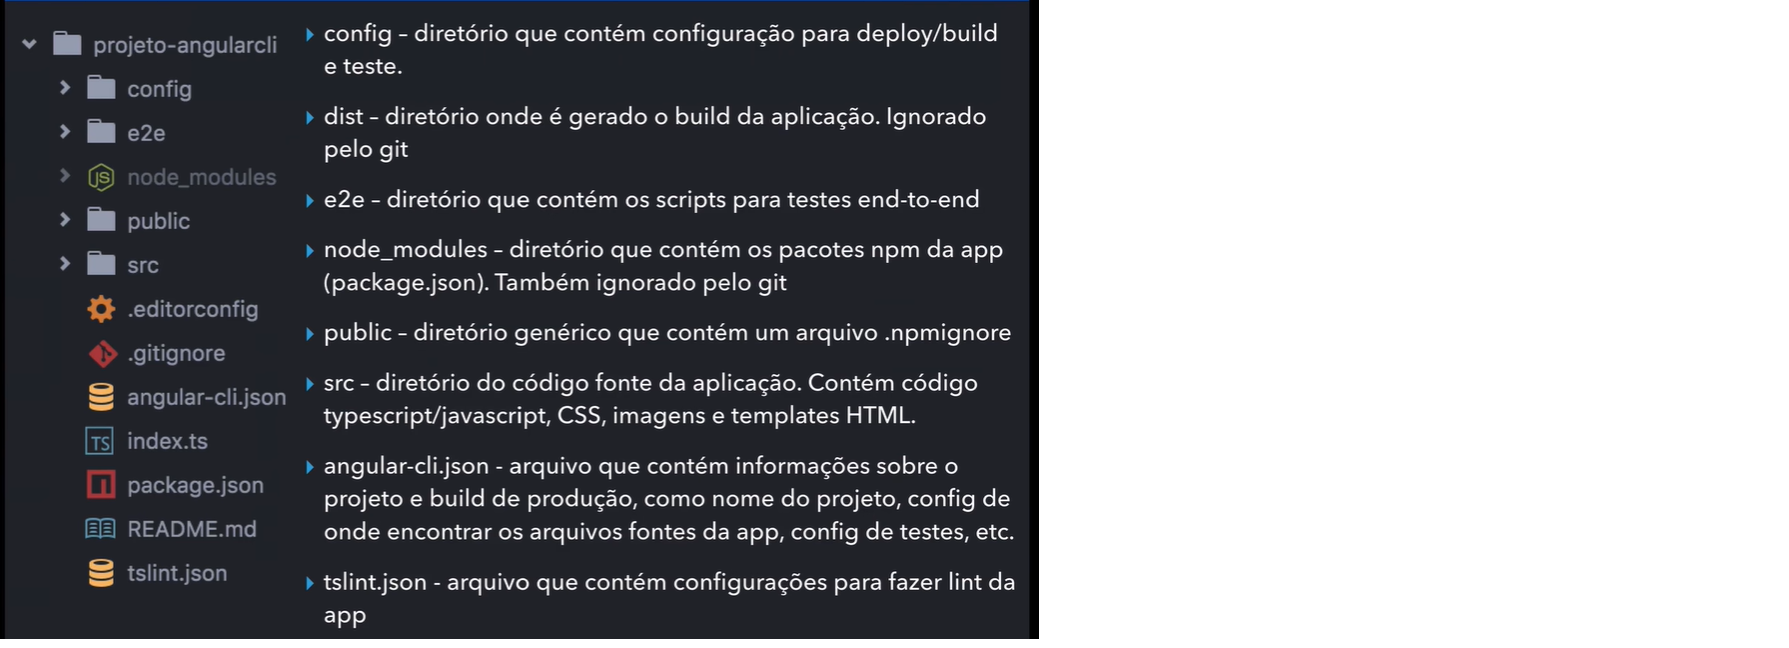 projeto-angularcli
config
e2e
node_modules
public
src
.editorconfig
.gitignore
angular-cli.json
index.ts
package.json
README.md
tslint.json
config – diretório que contém configuração para deploy/build
e teste.
dist – diretório onde é gerado o build da aplicação. Ignorado
pelo git
e2e – diretório que contém os scripts para testes end-to-end
node_modules – diretório que contém os pacotes npm da app
(package.json). Também ignorado pelo git
public – diretório genérico que contém um arquivo .npmignore
src – diretório do código fonte da aplicação. Contém código
typescript/javascript, CSS, imagens e templates HTML.
angular-cli.json - arquivo que contém informações sobre o
projeto e build de produção, como nome do projeto, config de
onde encontrar os arquivos fontes da app, config de testes, etc.
tslint.json - arquivo que contém configurações para fazer lint da
app